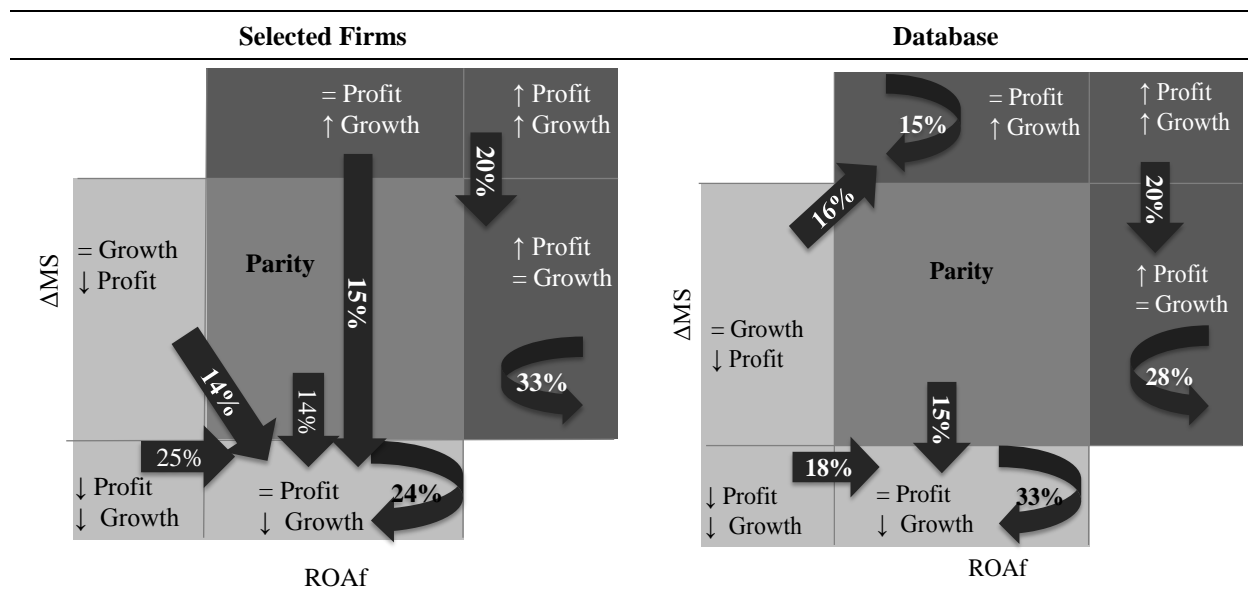 Selected Firms
Database
= Profit
↑ Growth
↑ Profit
↑ Growth
20%
= Growth
↓ Profit
Parity
↑ Profit
= Growth
15%
14%
14%
33%
25%
24%
↓ Profit
↓ Growth
= Profit
↓ Growth
ΔMS
ROAf
15%
= Profit
↑ Growth
↑ Profit
↑ Growth
16%
20%
Parity
↑ Profit
= Growth
= Growth
↓ Profit
28%
15%
18%
33%
↓ Profit
↓ Growth
= Profit
↓ Growth
ΔMS
ROAf